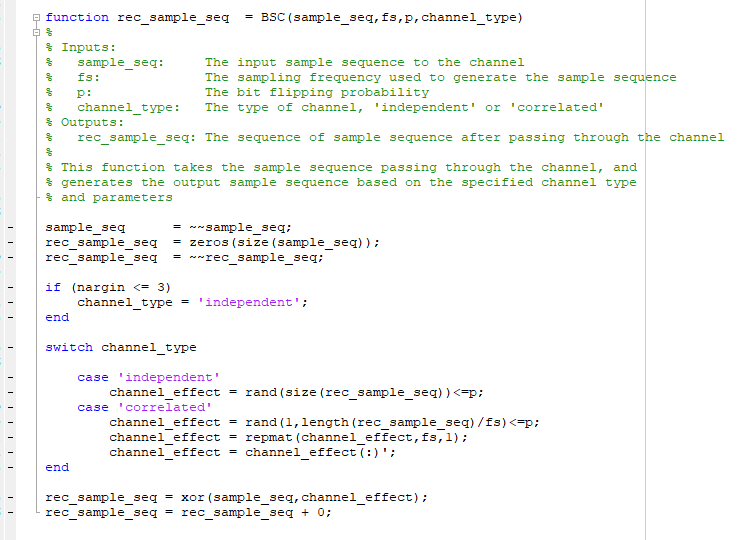 function rec_sample_seq  = BSC(sample_seq,fs,p,channel_type)
%
% Inputs:
%   sample_seq:     The input sample sequence to the channel
%   fs:             The sampling frequency used to generate the sample sequence
%   p:              The bit flipping probability
%   channel_type:   The type of channel, 'independent' or 'correlated'
% Outputs:
%   rec_sample_seq: The sequence of sample sequence after passing through the channel
%
% This function takes the sample sequence passing through the channel, and
% generates the output sample sequence based on the specified channel type
% and parameters
sample_seq      = ~~sample_seq;
rec_sample_seq  = zeros(size(sample_seq));
rec_sample_seq  = ~~rec_sample_seq;
if (nargin <= 3)
    channel_type = 'independent';
end
switch channel_type
    case 'independent'
        channel_effect = rand(size(rec_sample_seq))<=p;
    case 'correlated'
        channel_effect = rand(1,length(rec_sample_seq)/fs)<=p;
        channel_effect = repmat(channel_effect,fs,1);
        channel_effect = channel_effect(:)';
end
rec_sample_seq = xor(sample_seq,channel_effect);
rec_sample_seq = rec_sample_seq + 0;